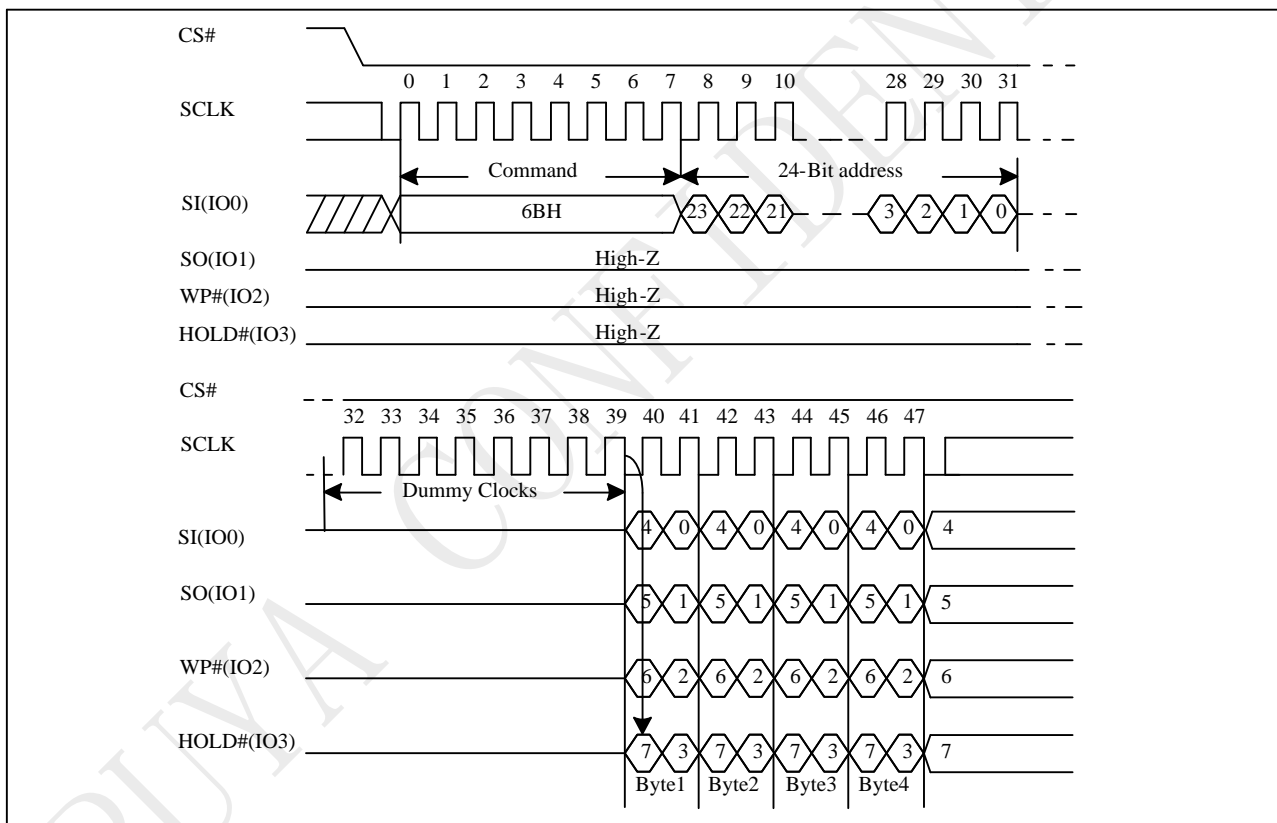 CS#
0 1 2 3 4 5 6 7 8 9 10 28 29 30 31
SCLK
Command 24-Bit address
SI(IO0) 6BH 23 22 21 3 2 1 0
SO(IO1) High-Z
WP#(IO2) High-Z
HOLD#(IO3) High-Z
CS#
32 33 34 35 36 37 38 39 40 41 42 43 44 45 46 47
SCLK
Dummy Clocks
SI(IO0) 4 0 4 0 4 0 4 0 4
SO(IO1) 5 1 5 1 5 1 5 1 5
WP#(IO2) 6 2 6 2 6 2 6 2 6
HOLD#(IO3) 7 3 7 3 7 3 7 3 7
Byte1 Byte2 Byte3 Byte4
PUYA CONFIDENT